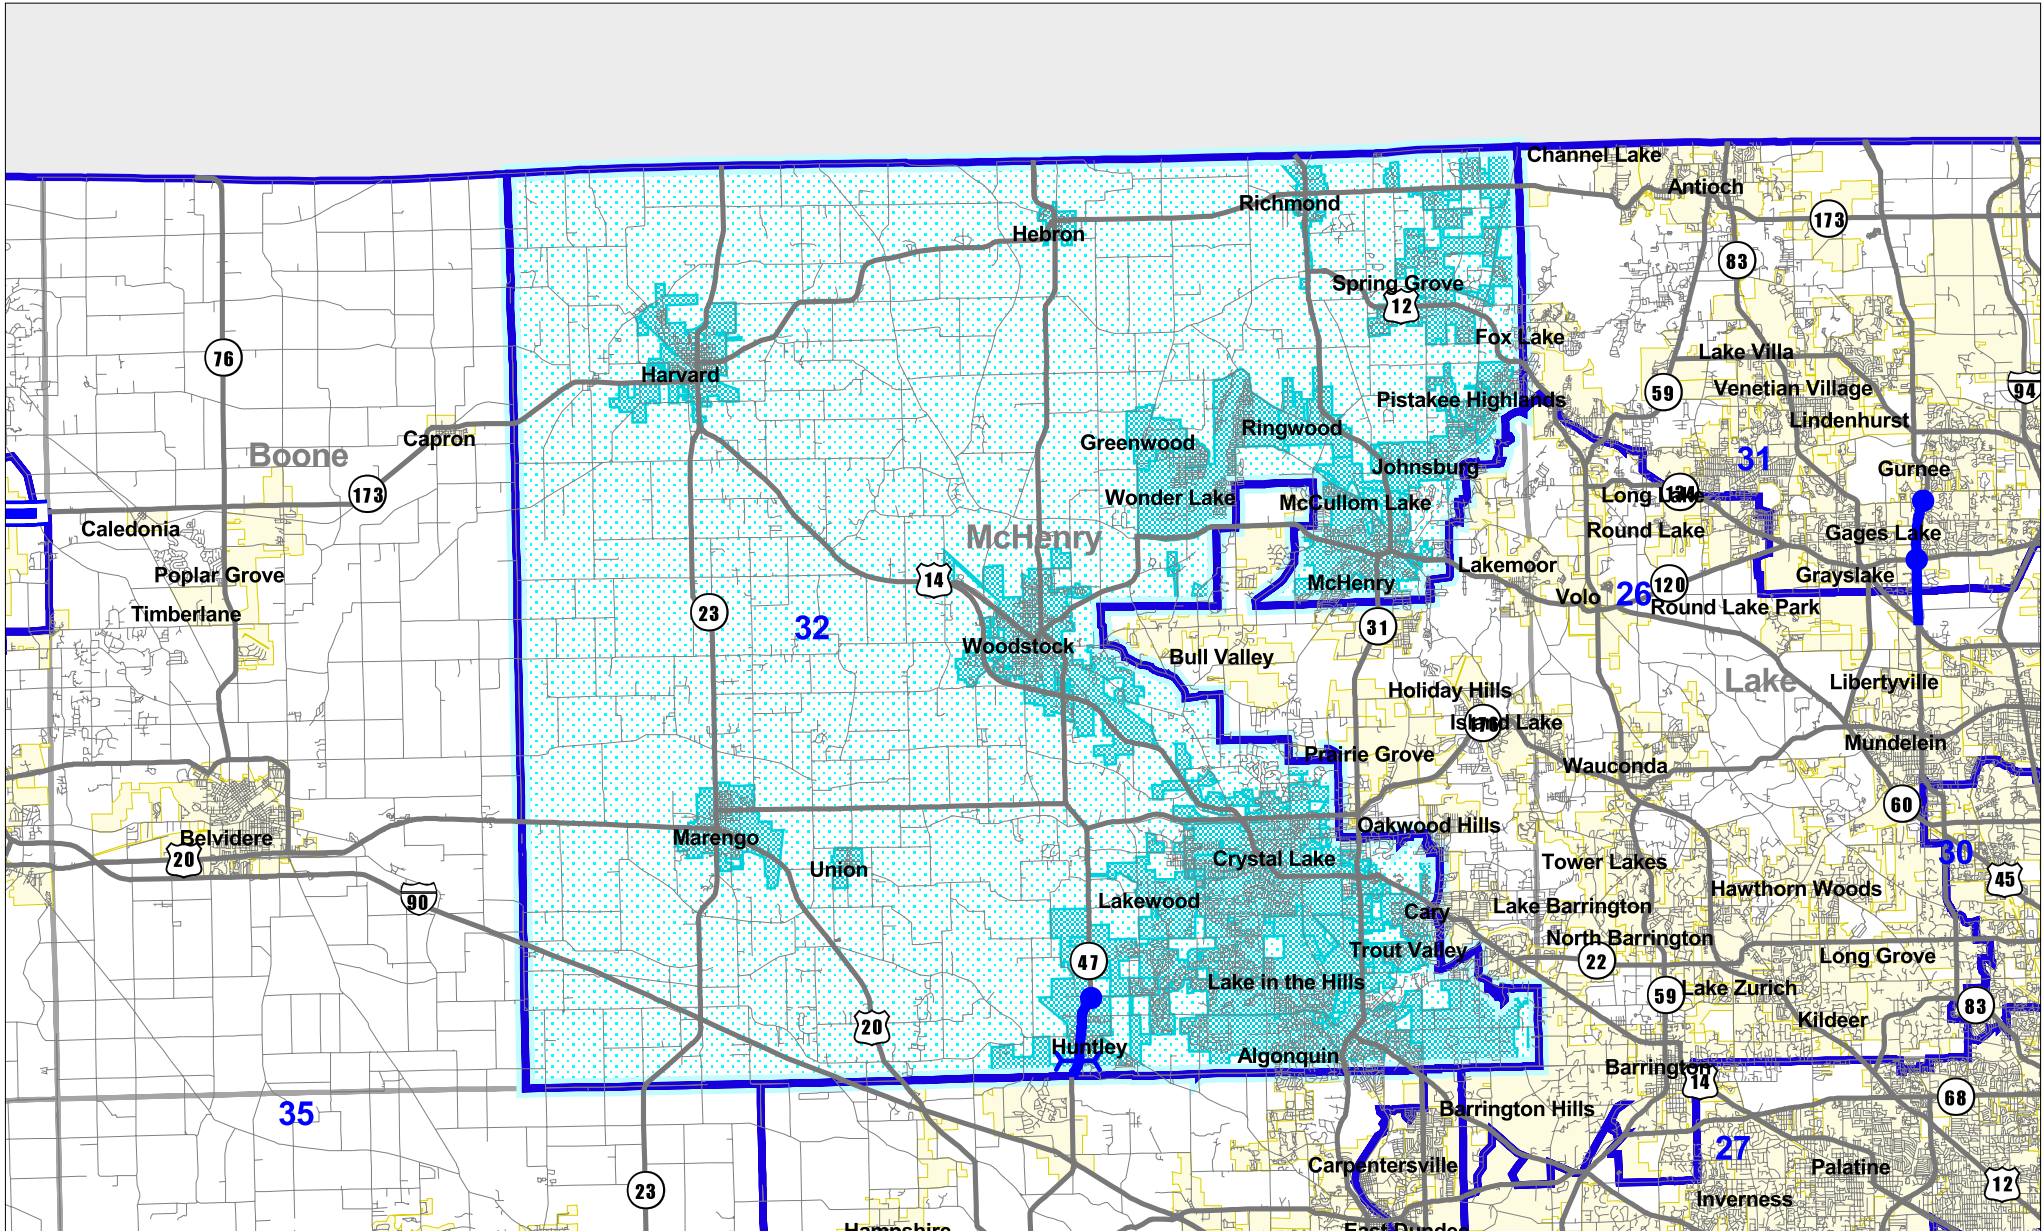 Channel Lake
Antioch
Richmond
173
Hebron
83
Spring Grove
12
Fox Lake
76
Lake Villa
Harvard
59
Venetian Village
94
Pistakee Highlands
Lindenhurst
Capron
Greenwood
Ringwood
Boone
31
Johnsburg
Gurnee
173
Wonder Lake
McCullom Lake
Long Lake
134
Caledonia
McHenry
Round Lake
Gages Lake
Poplar Grove
14
McHenry
Lakemoor
Grayslake
120
26
Volo
Round Lake Park
Timberlane
23
32
31
Woodstock
Bull Valley
Lake
Libertyville
Holiday Hills
Island Lake
176
Prairie Grove
Mundelein
Wauconda
60
Belvidere
20
Marengo
Oakwood Hills
Union
Crystal Lake
Tower Lakes
30
45
90
Hawthorn Woods
Lakewood
Cary
Lake Barrington
Trout Valley
North Barrington
47
22
Long Grove
Lake in the Hills
59
Lake Zurich
83
Kildeer
20
Huntley
Algonquin
Barrington
14
35
Barrington Hills
68
Carpentersville
27
Palatine
23
12
Inverness
Hampshire
East Dundee